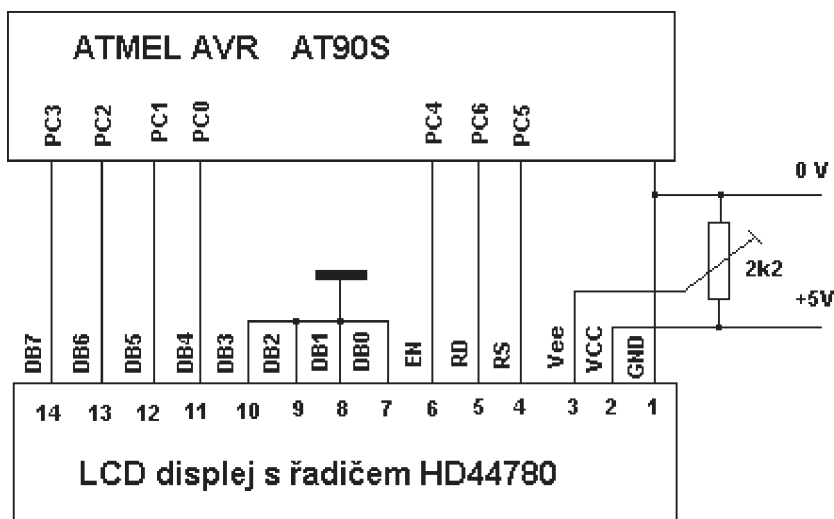 ATMEL AVR AT90S
PC3 PC2 PC1 PC0 PC4 PC6 PC5
0 V
2k2
+5V
DB7 DB6 DB5 DB4 DB3 DB2 DB1 DB0 EN RD RS Vee VCC GND
14 13 12 11 10 9 8 7 6 5 4 3 2 1
LCD displej s řadičem HD44780